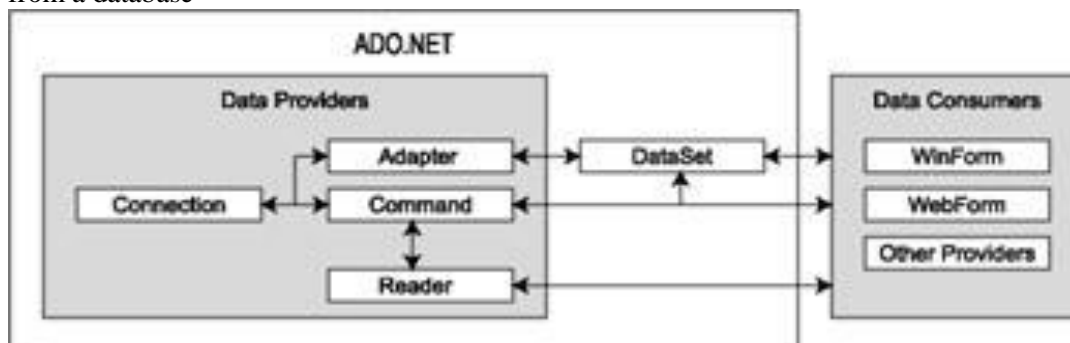 from a database
ADO.NET
Data Providers
Data Consumers
Adapter
DataSet
WinForm
Connection
Command
WebForm
Other Providers
Reader